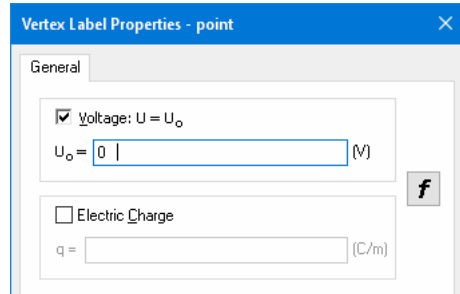 Vertex Label Properties - point
General
Voltage: U = Uₒ
Uₒ = 0 (V)
f
Electric Charge
q = (C/m)